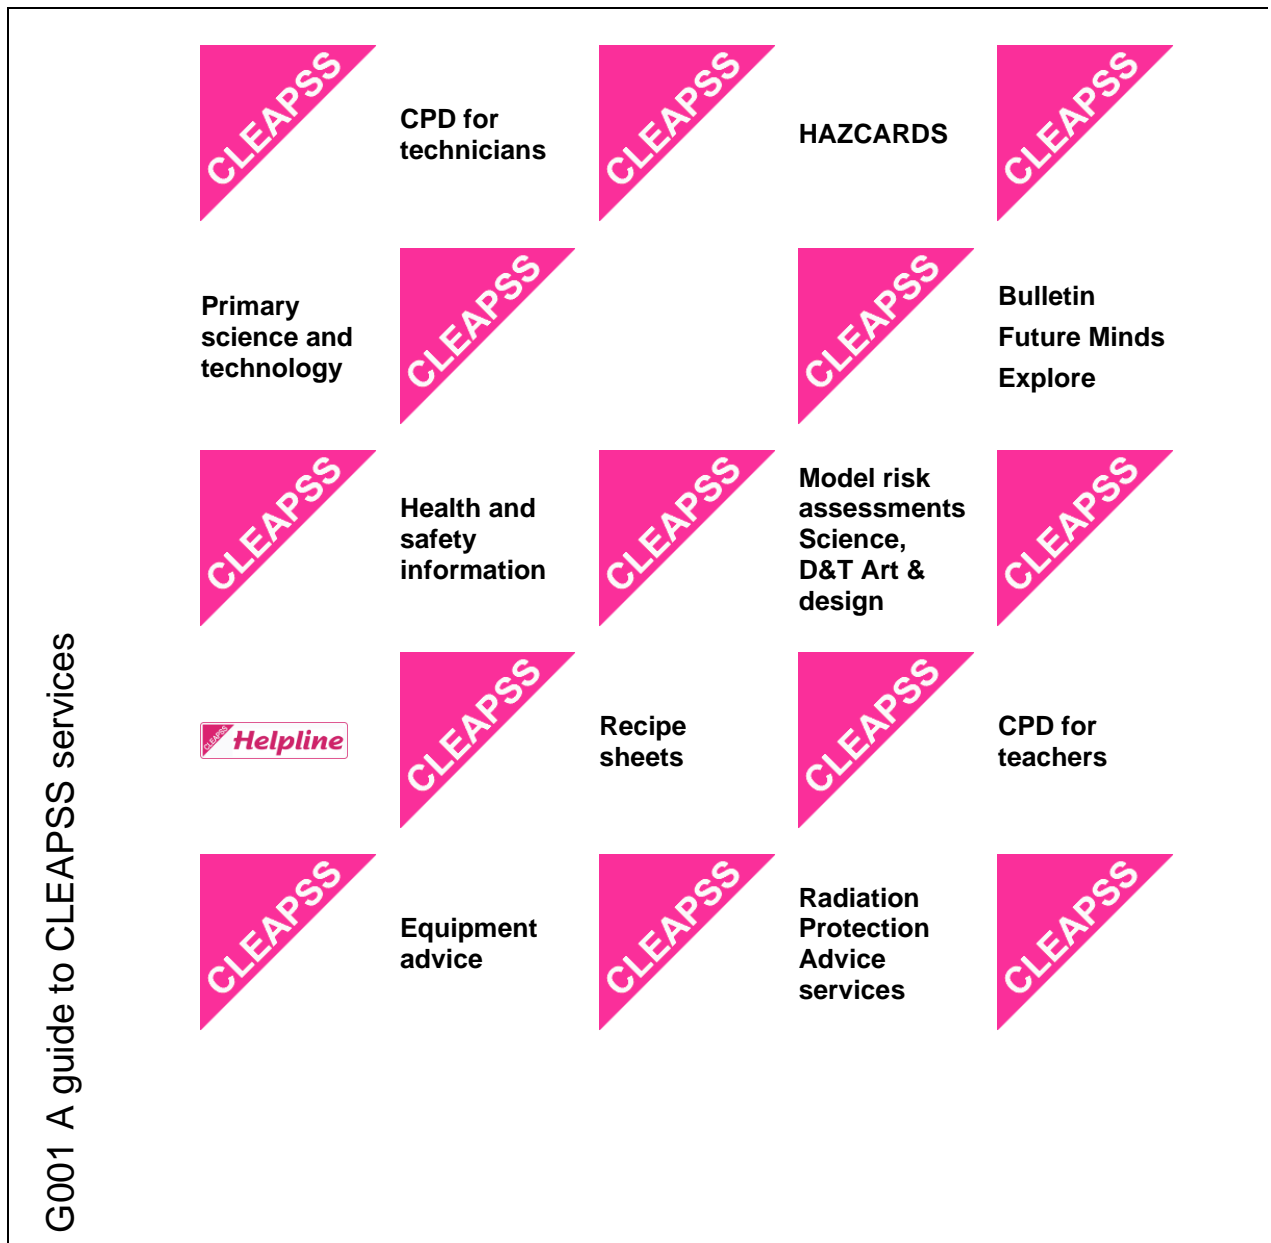 CLEAPSS
CPD for
technicians
CLEAPSS
HAZCARDS
CLEAPSS
Primary
science and
technology
CLEAPSS
CLEAPSS
Bulletin
Future Minds
Explore
CLEAPSS
Health and
safety
information
CLEAPSS
Model risk
assessments
Science,
D&T Art &
design
CLEAPSS
CLEAPSS Helpline
CLEAPSS
Recipe
sheets
CLEAPSS
CPD for
teachers
CLEAPSS
Equipment
advice
CLEAPSS
Radiation
Protection
Advice
services
CLEAPSS
G001 A guide to CLEAPSS services